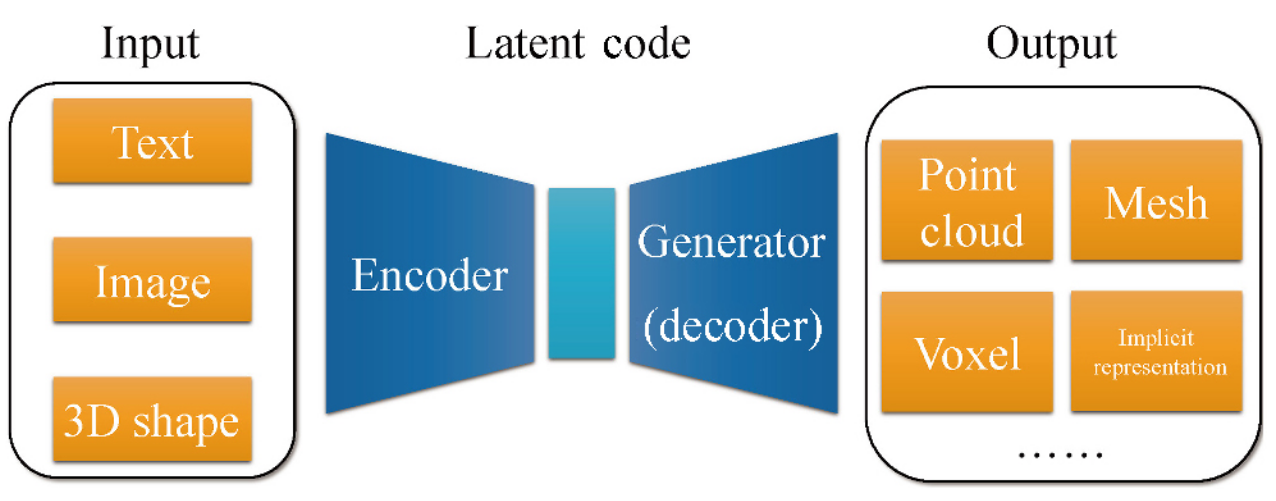 Input
Latent code
Output
Text
Image
3D shape
Encoder
Generator
(decoder)
Point
cloud
Mesh
Voxel
Implicit
representation
······